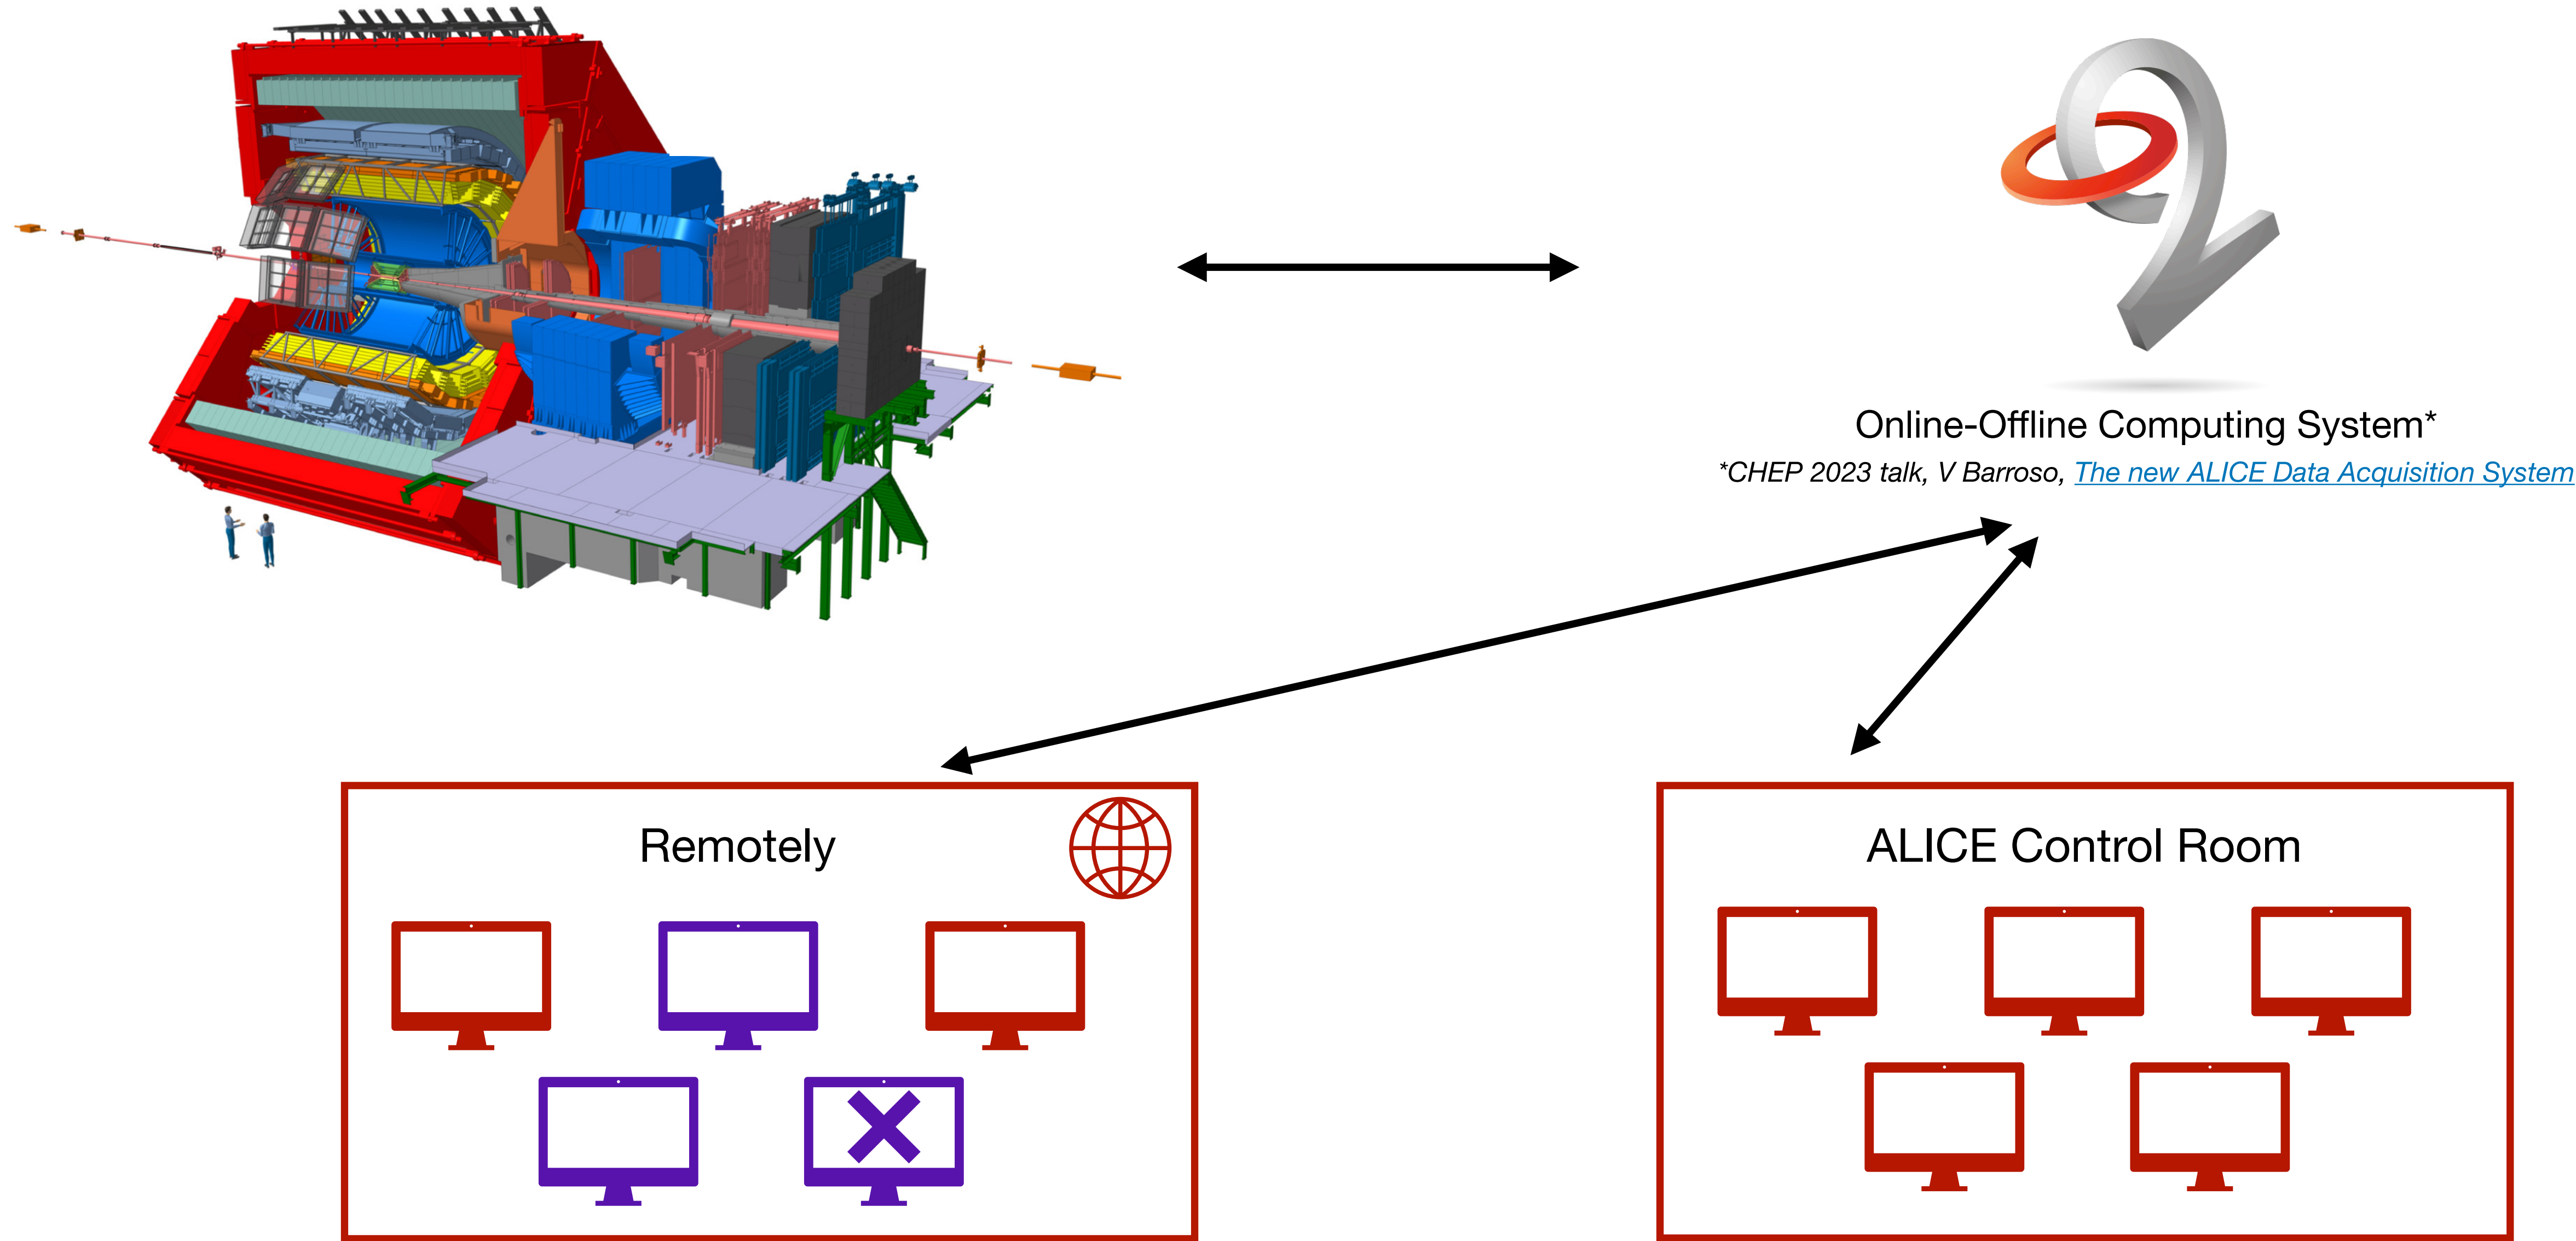 Online-Offline Computing System*
*CHEP 2023 talk, V Barroso, The new ALICE Data Acquisition System
Remotely
ALICE Control Room